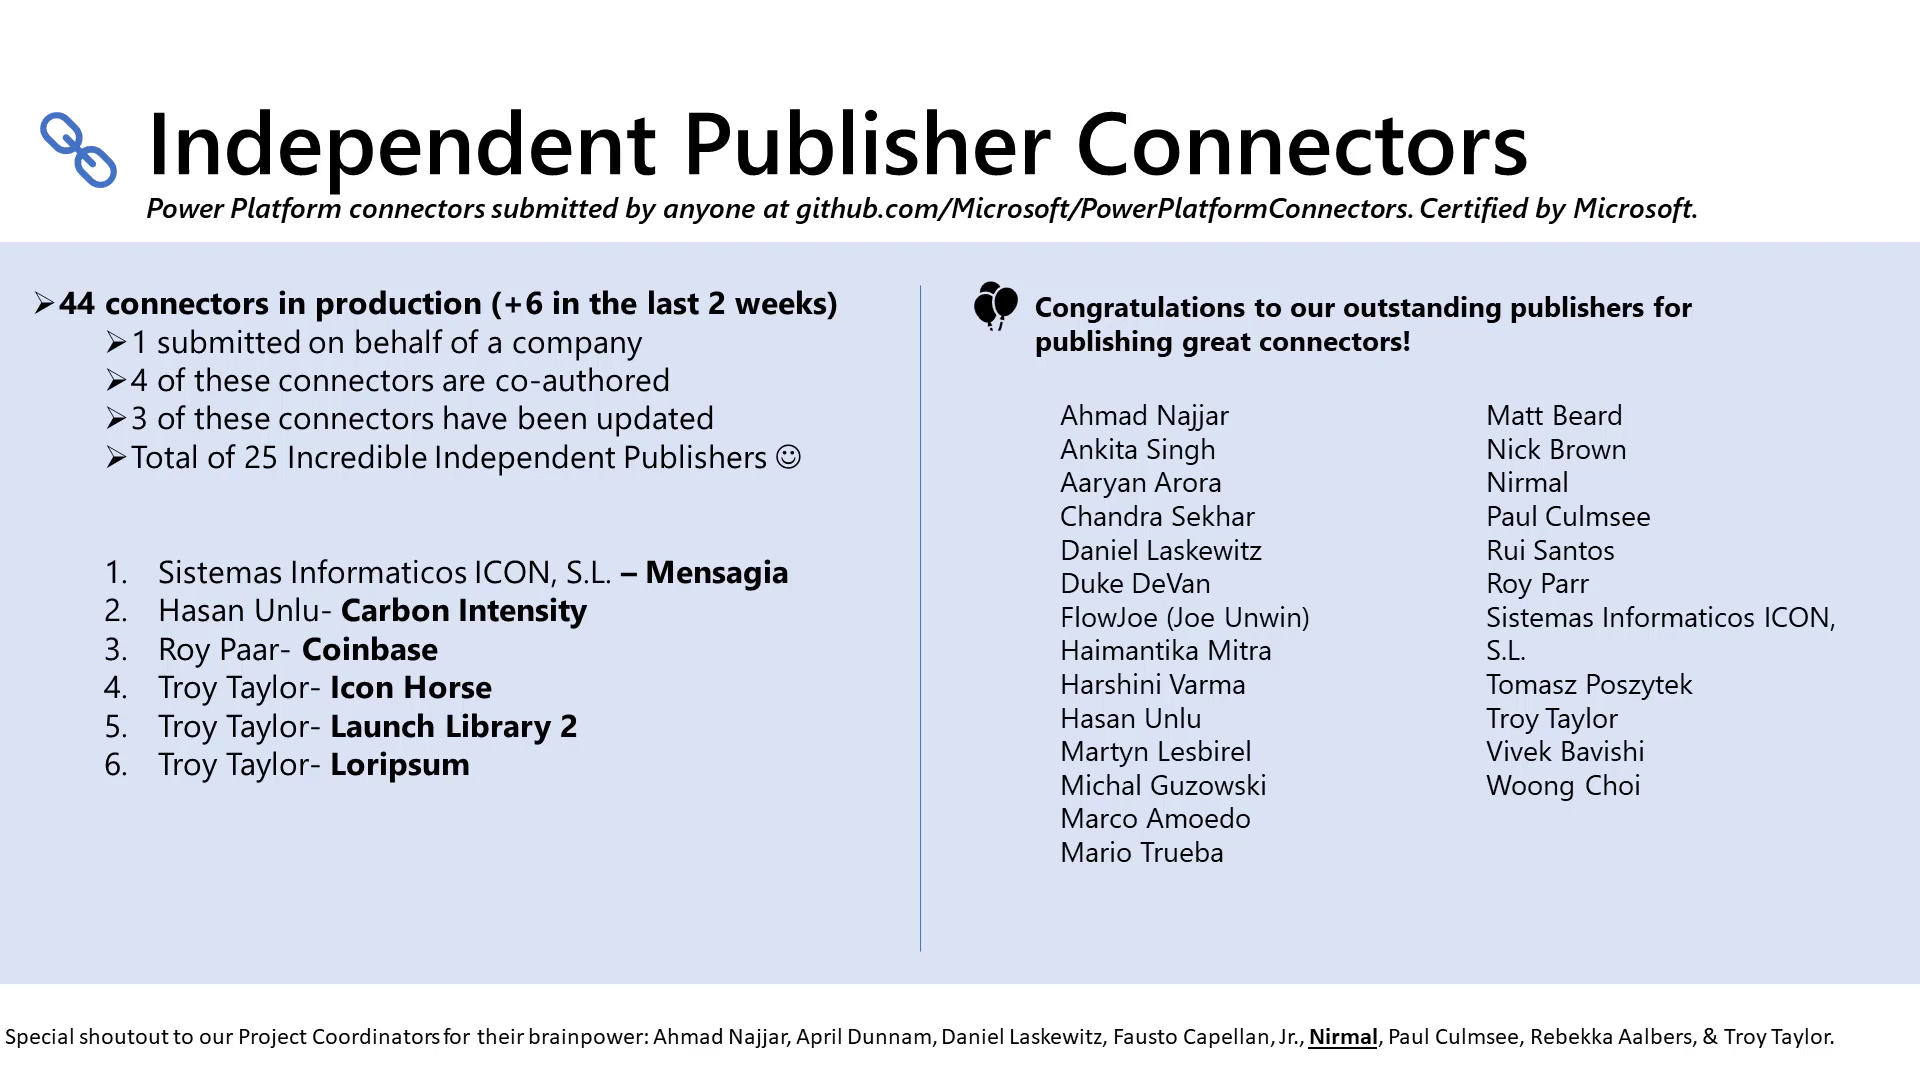 Independent Publisher Connectors
Power Platform connectors submitted by anyone at github.com/Microsoft/PowerPlatformConnectors. Certified by Microsoft.
➢44 connectors in production (+6 in the last 2 weeks)
➢1 submitted on behalf of a company
➢4 of these connectors are co-authored
➢3 of these connectors have been updated
➢Total of 25 Incredible Independent Publishers ☺
1. Sistemas Informaticos ICON, S.L. – Mensagia
2. Hasan Unlu- Carbon Intensity
3. Roy Paar- Coinbase
4. Troy Taylor- Icon Horse
5. Troy Taylor- Launch Library 2
6. Troy Taylor- Loripsum
Congratulations to our outstanding publishers for
publishing great connectors!
Ahmad Najjar
Ankita Singh
Aaryan Arora
Chandra Sekhar
Daniel Laskewitz
Duke DeVan
FlowJoe (Joe Unwin)
Haimantika Mitra
Harshini Varma
Hasan Unlu
Martyn Lesbirel
Michal Guzowski
Marco Amoedo
Mario Trueba
Matt Beard
Nick Brown
Nirmal
Paul Culmsee
Rui Santos
Roy Parr
Sistemas Informaticos ICON,
S.L.
Tomasz Poszytek
Troy Taylor
Vivek Bavishi
Woong Choi
Special shoutout to our Project Coordinators for their brainpower: Ahmad Najjar, April Dunnam, Daniel Laskewitz, Fausto Capellan, Jr., Nirmal, Paul Culmsee, Rebekka Aalbers, & Troy Taylor.